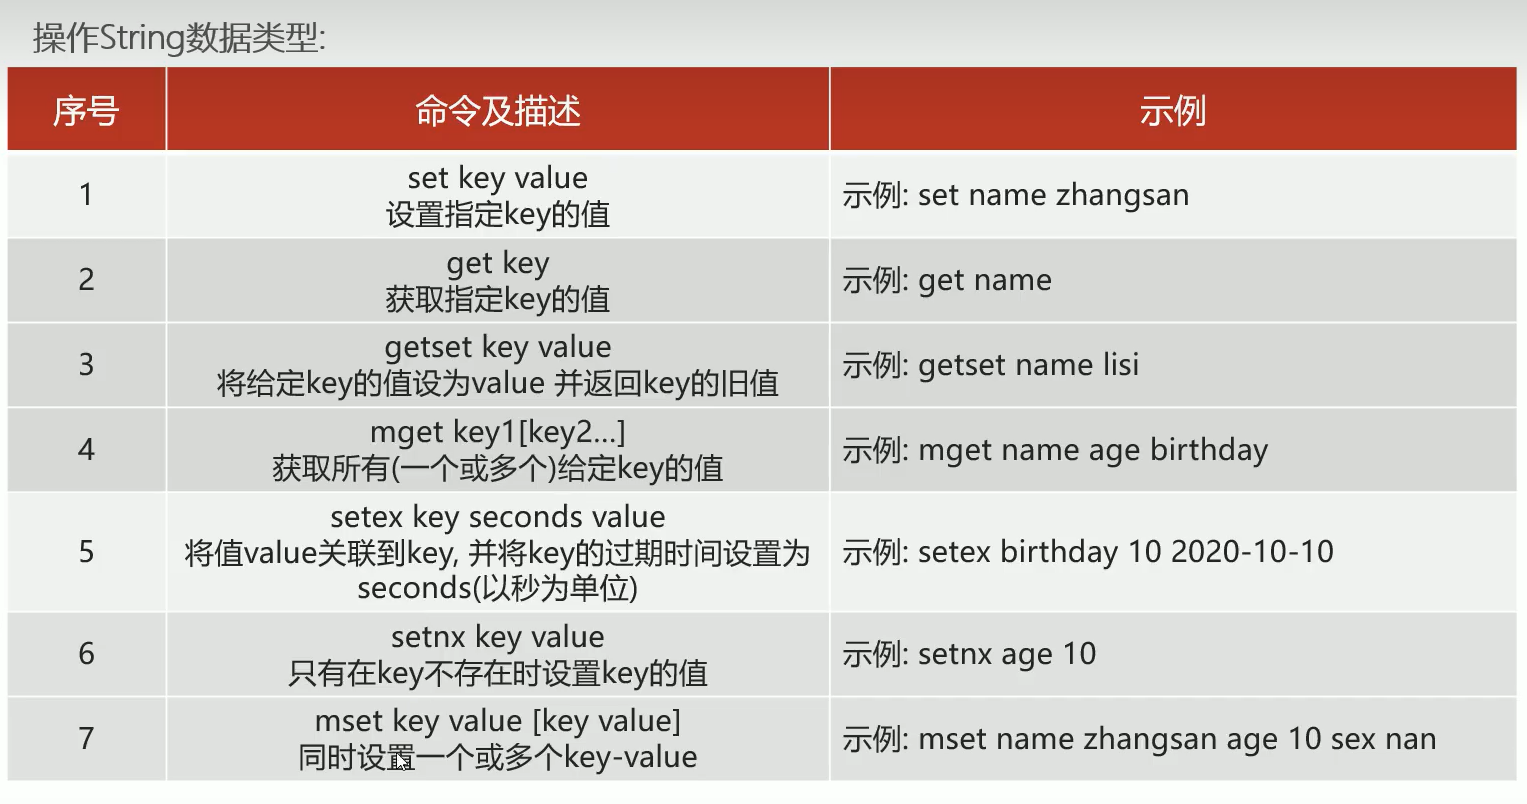 操作String数据类型:
序号 命令及描述 示例
1 set key value 示例: set name zhangsan
设置指定key的值
2 get key 示例: get name
获取指定key的值
3 getset key value 示例: getset name lisi
将给定key的值设为value 并返回key的旧值
4 mget key1[key2...] 示例: mget name age birthday
获取所有(一个或多个)给定key的值
5 setex key seconds value 示例: setex birthday 10 2020-10-10
将值value关联到key, 并将key的过期时间设置为
seconds(以秒为单位)
6 setnx key value 示例: setnx age 10
只有在key不存在时设置key的值
7 mset key value [key value] 示例: mset name zhangsan age 10 sex nan
同时设置一个或多个key-value